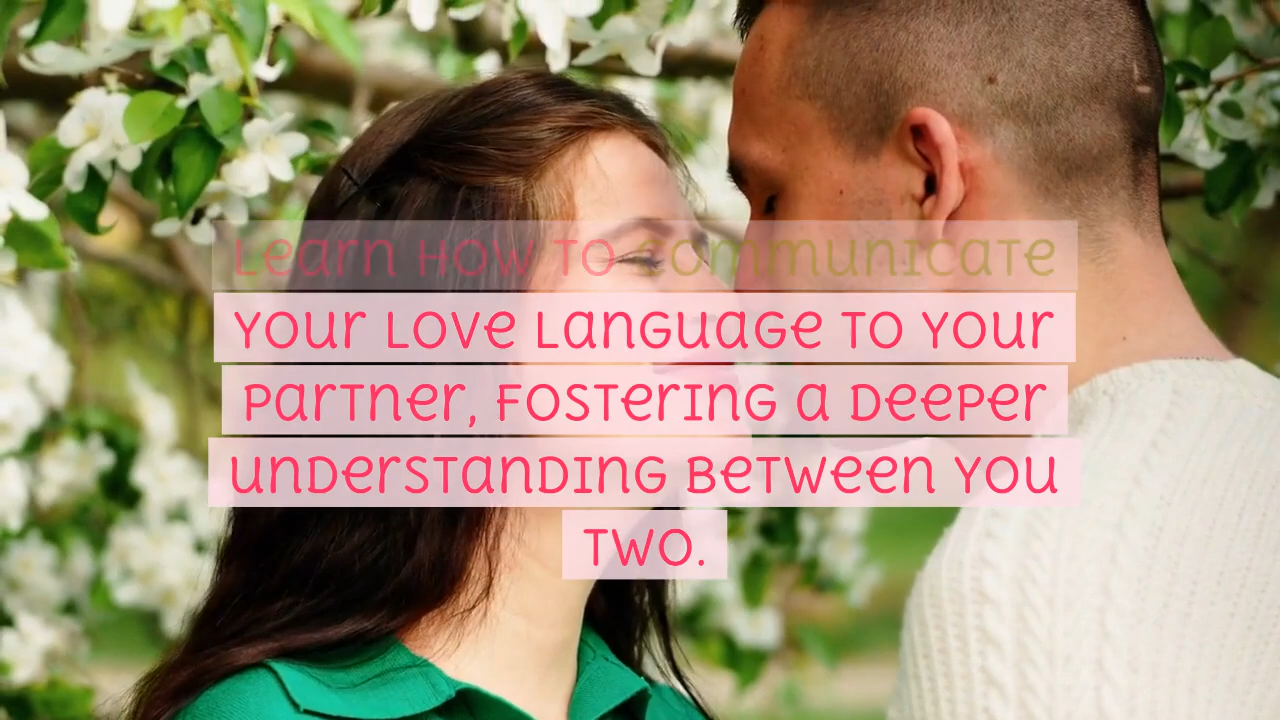 Learn how to communicate
your love language to your
partner, fostering a deeper
understanding between you
two.